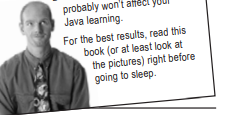 probably won't affect your
Java learning.
For the best results, read this
book (or at least look at
the pictures) right before
going to sleep.